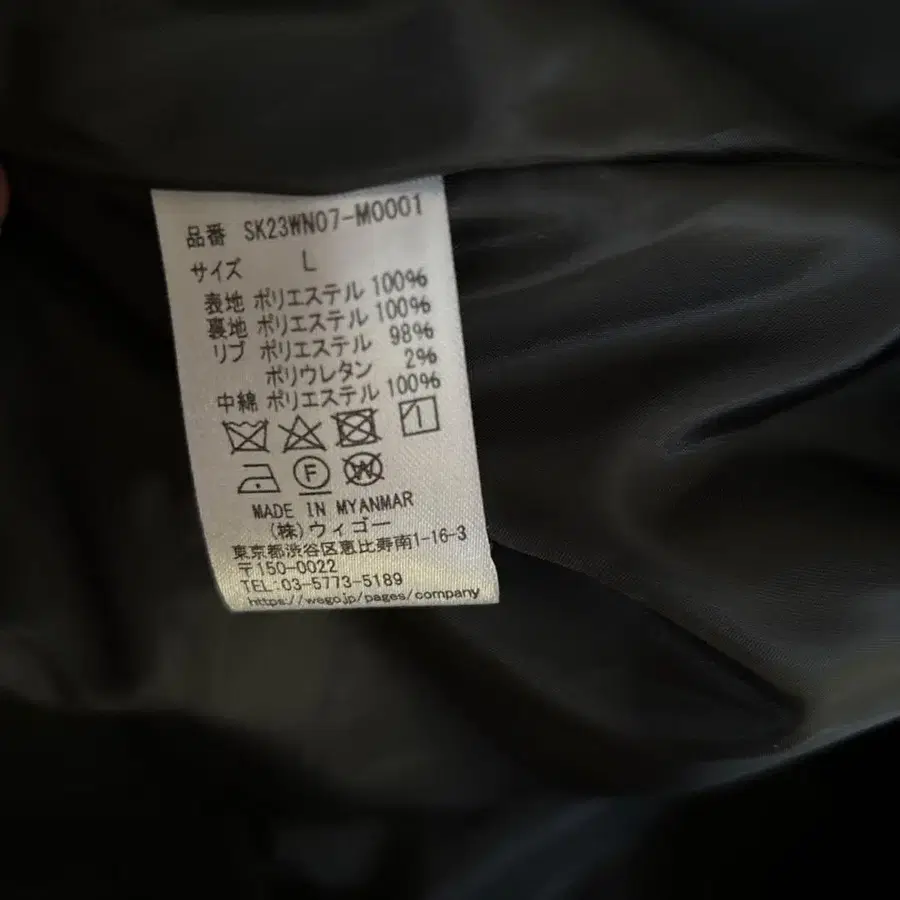 品番 SK23WN07-M0001
サイズ L
表地 ポリエステル 100%
裏地 ポリエステル 100%
リブ ポリエステル 98%
ポリウレタン 2%
中綿 ポリエステル 100%
F W
MADE IN MYANMAR
(株)ウィゴー
東京都渋谷区恵比寿南1-16-3
〒150-0022
TEL:03-5773-5189
https://wego.jp/pages/company